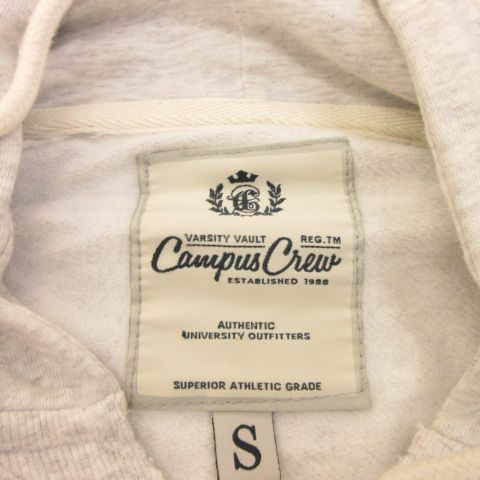 C
VARSITY VAULT REG.TM
Campus Crew
ESTABLISHED 1988
AUTHENTIC
UNIVERSITY OUTFITTERS
SUPERIOR ATHLETIC GRADE
S